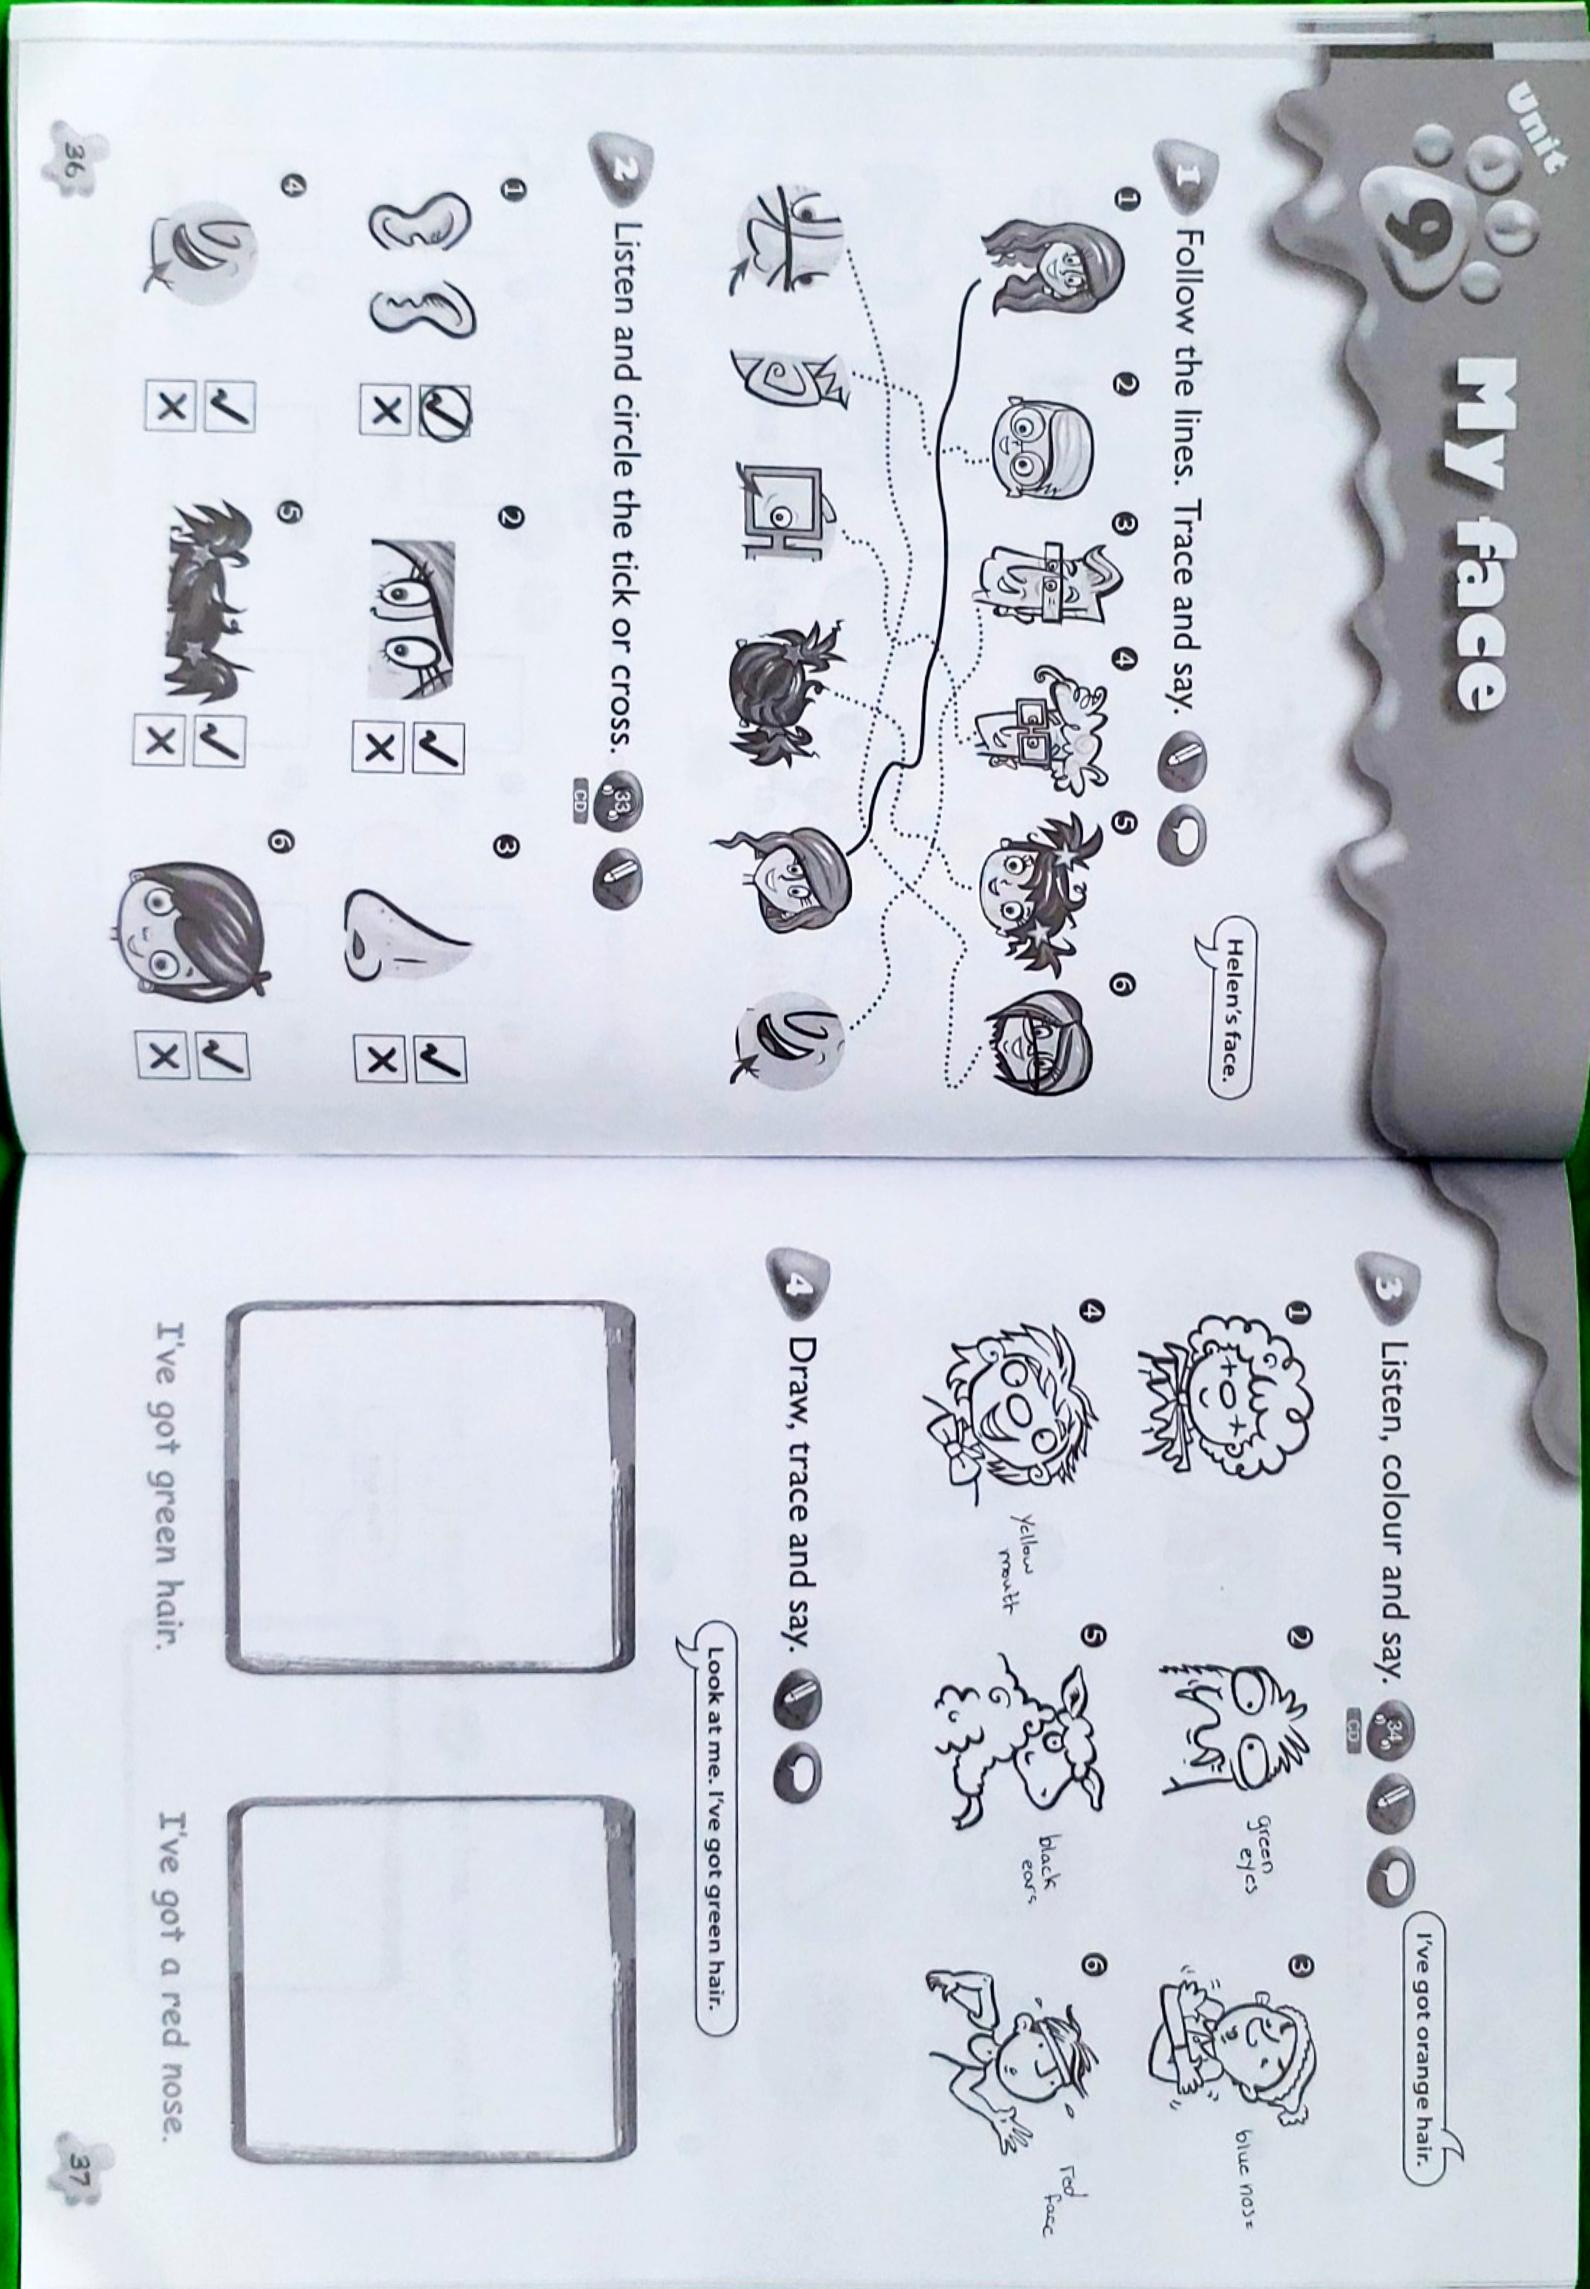 Unit
9
My face
Helen's face.
1 Follow the lines. Trace and say.
1 2 3 4 5 6
2 Listen and circle the tick or cross. 33
CD
1 2 3
4 5 6
36
I've got orange hair.
3 Listen, colour and say. 34
CD
1 2 green eyes 3 blue nose
4 yellow mouth 5 black ears 6 red face
4 Draw, trace and say.
Look at me. I've got green hair.
I've got green hair. I've got a red nose.
37